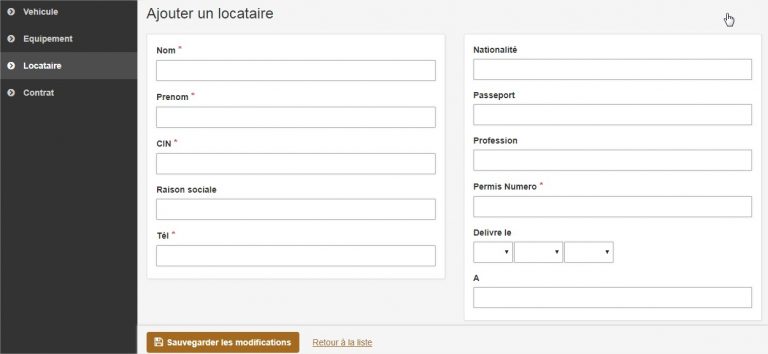 Vehicule
Equipement
Locataire
Contrat
Ajouter un locataire
Nom *
Prenom *
CIN *
Raison sociale
Tél *
Nationalité
Passeport
Profession
Permis Numero *
Delivre le
A
Sauvegarder les modifications
Retour à la liste